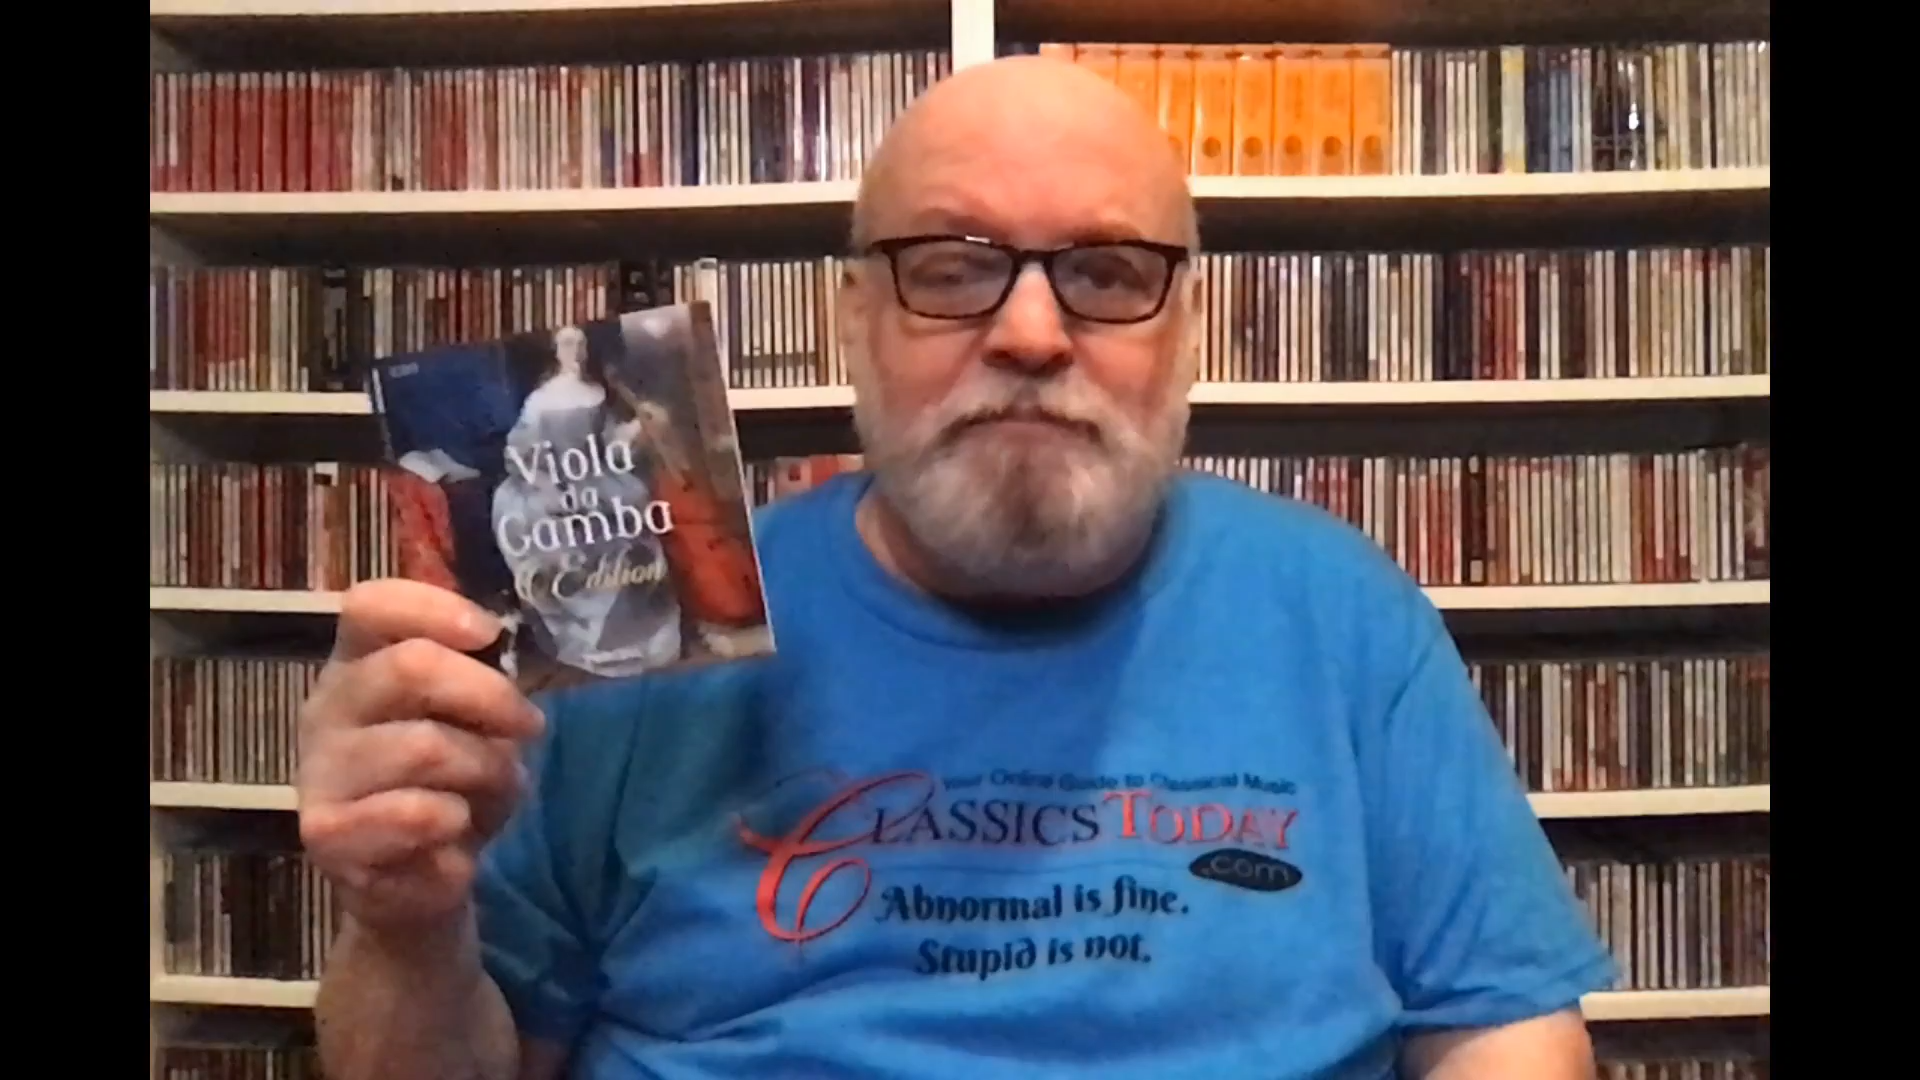 Viola
da
Gamba
Edition
Your Online Guide to Classical Music
CLASSICSTODAY
.com
Abnormal is fine.
Stupid is not.